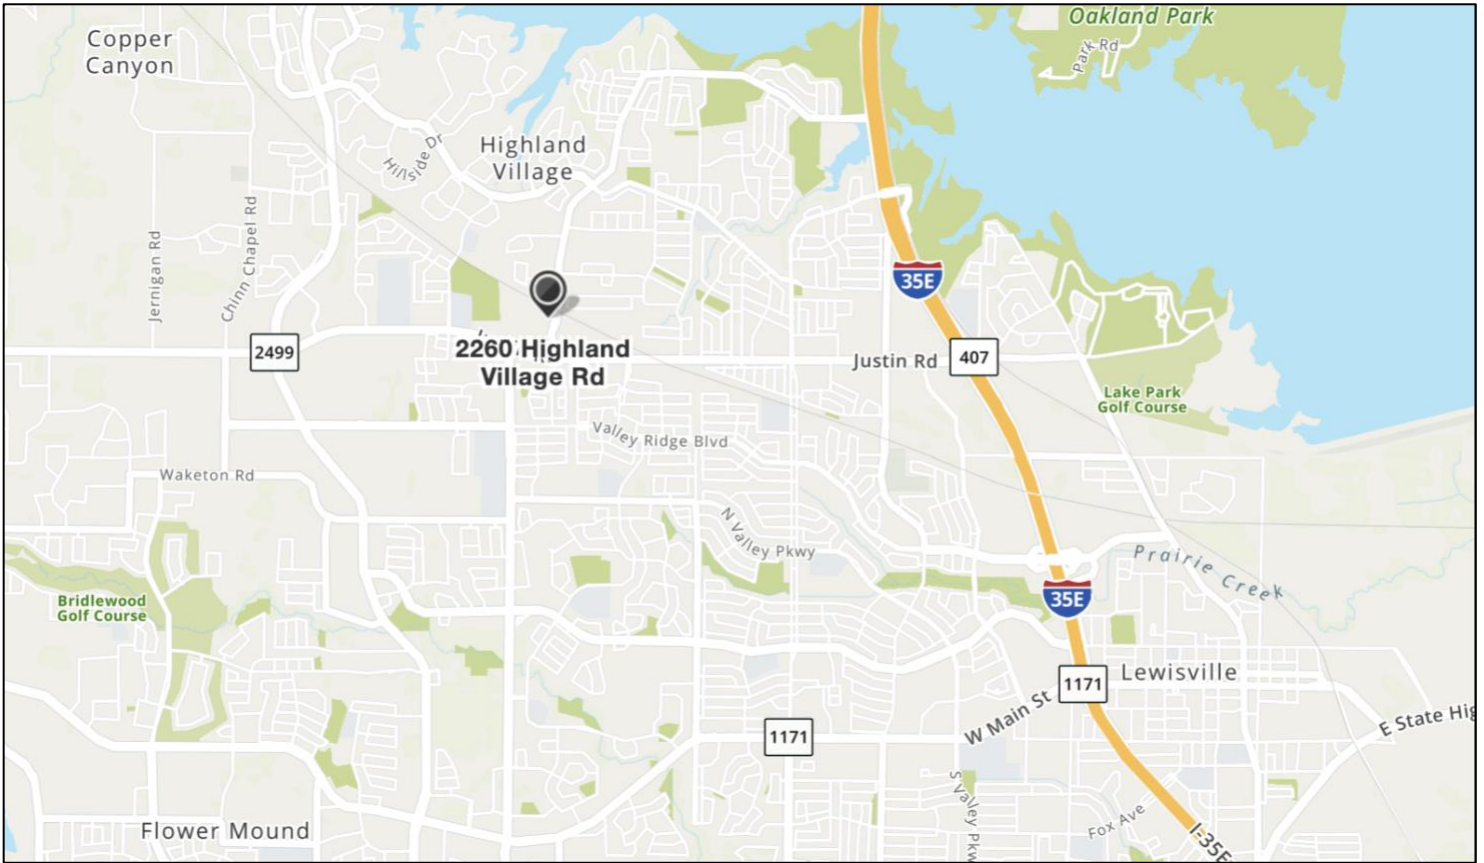 Oakland Park
Park Rd
Copper
Canyon
Hillside Dr
Highland
Village
Jernigan Rd
Chinn Chapel Rd
35E
2499
2260 Highland
Village Rd
Justin Rd
407
Lake Park
Golf Course
Valley Ridge Blvd
Waketon Rd
N Valley Pkwy
Prairie Creek
35E
Bridlewood
Golf Course
1171
Lewisville
W Main St
1171
E State Hig
S Valley Pkw
Fox Ave
I-35E
Flower Mound